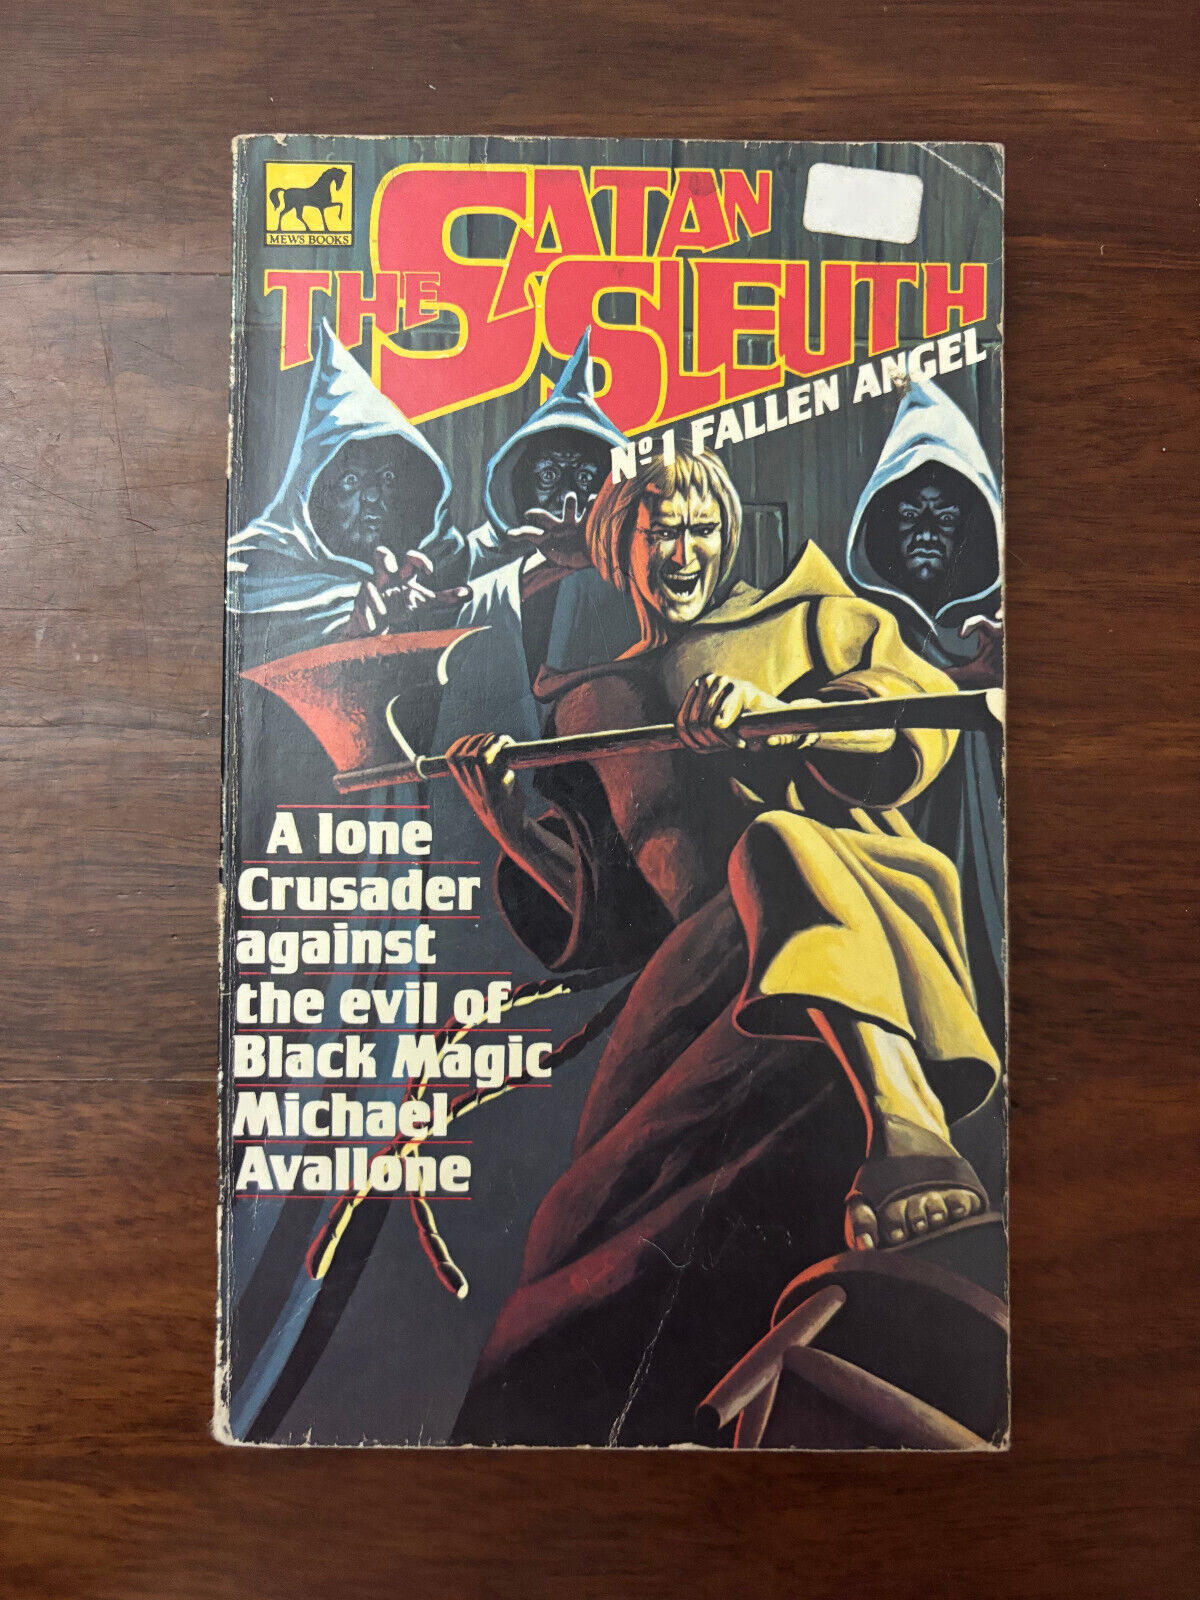 MEWS BOOKS
THE SATAN
SLEUTH
Nº1 FALLEN ANGEL
A lone
Crusader
against
the evil of
Black Magic
Michael
Avallone